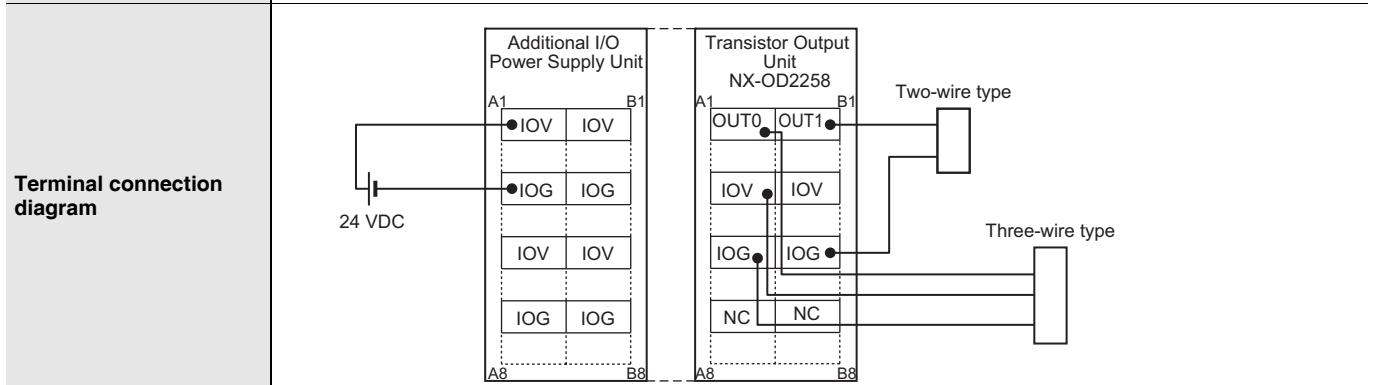 Terminal connection
diagram
Additional I/O
Power Supply Unit
A1
B1
IOV
IOV
IOG
IOG
IOV
IOV
IOG
IOG
A8
B8
24 VDC
Transistor Output
Unit
NX-OD2258
A1
B1
OUT0
OUT1
IOV
IOV
IOG
IOG
NC
NC
A8
B8
Two-wire type
Three-wire type